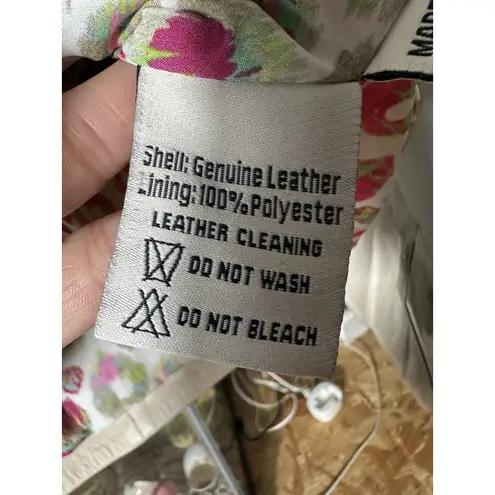 Shell: Genuine Leather
Lining: 100% Polyester
LEATHER CLEANING
DO NOT WASH
DO NOT BLEACH